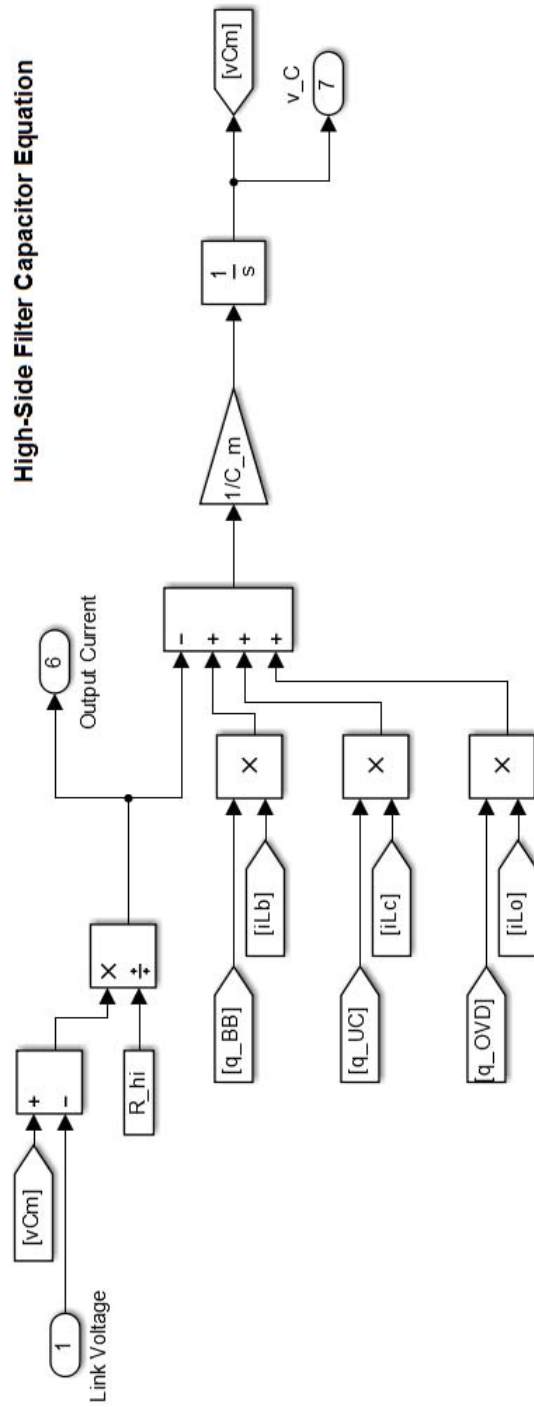 High-Side Filter Capacitor Equation
1
Link Voltage
[vCm]
+
−
R_hi
×
÷
6
Output Current
[q_BB]
[iLb]
×
[q_UC]
[iLc]
×
[q_OVD]
[iLo]
×
−
+
+
+
1/C_m
1
s
[vCm]
v_C
7